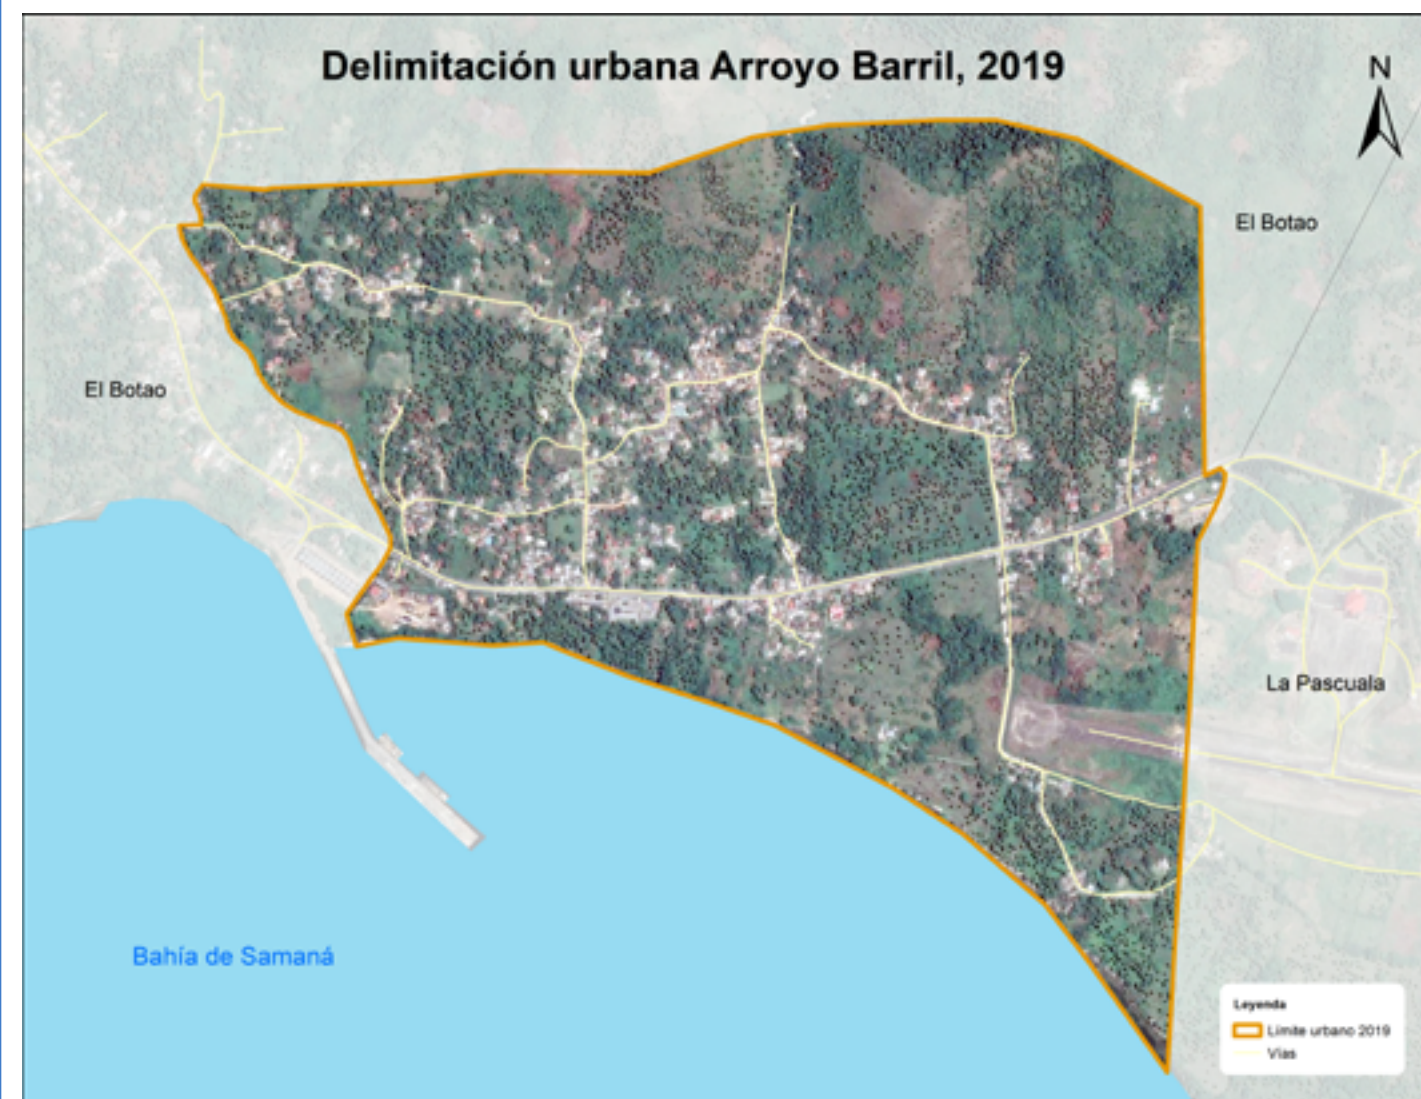 Delimitación urbana Arroyo Barril, 2019
N
El Botao
El Botao
La Pascuala
Bahía de Samaná
Leyenda
Límite urbano 2019
Vías